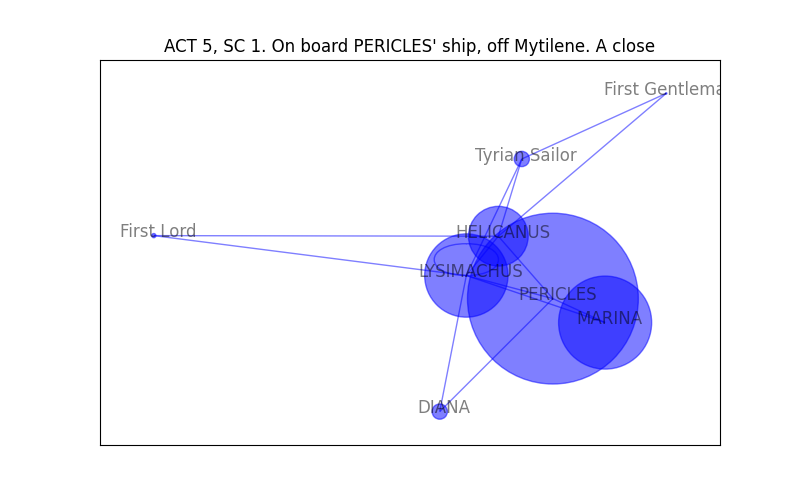 ACT 5, SC 1. On board PERICLES' ship, off Mytilene. A close
First Gentlema
Tyrian Sailor
First Lord
HELICANUS
LYSIMACHUS
PERICLES
MARINA
DIANA